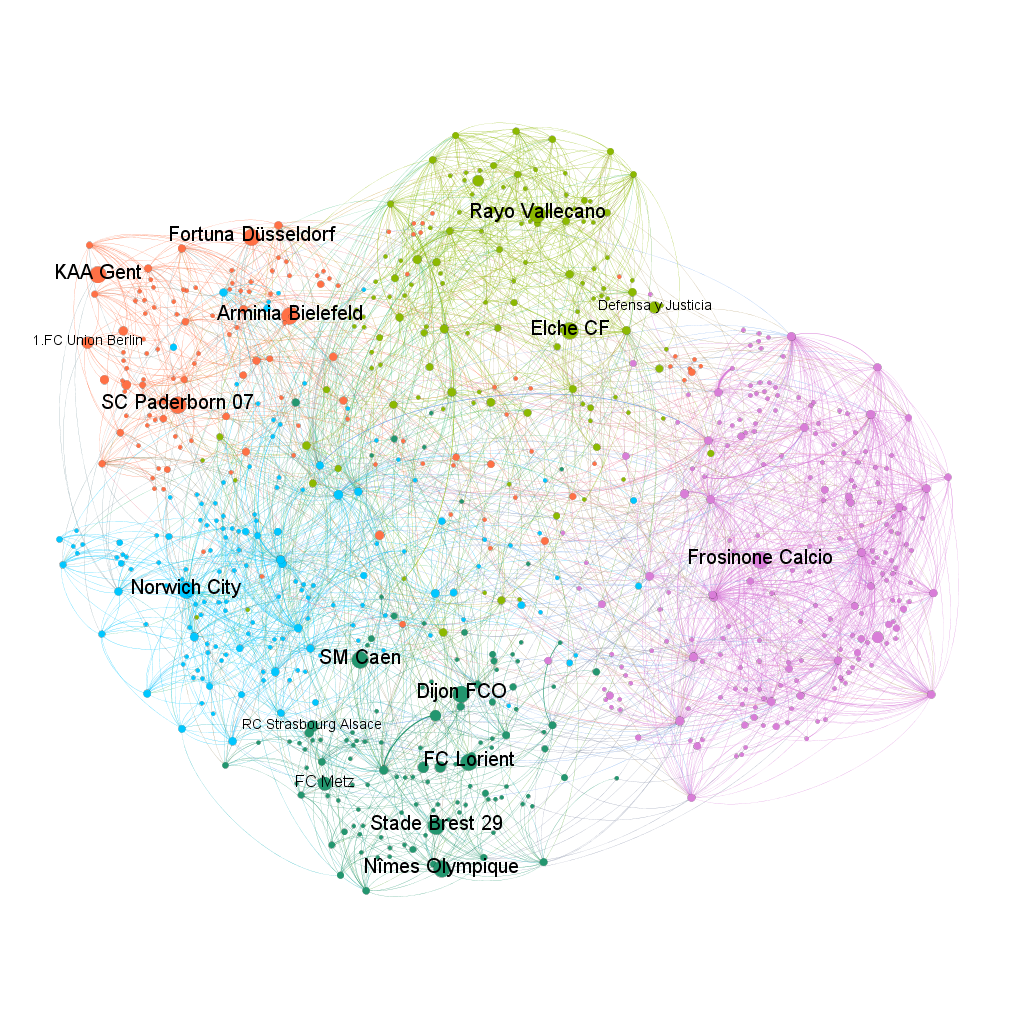 Rayo Vallecano
Fortuna Düsseldorf
KAA Gent
Defensa y Justicia
Arminia Bielefeld
Elche CF
1.FC Union Berlin
SC Paderborn 07
Frosinone Calcio
Norwich City
SM Caen
Dijon FCO
RC Strasbourg Alsace
FC Lorient
FC Metz
Stade Brest 29
Nîmes Olympique